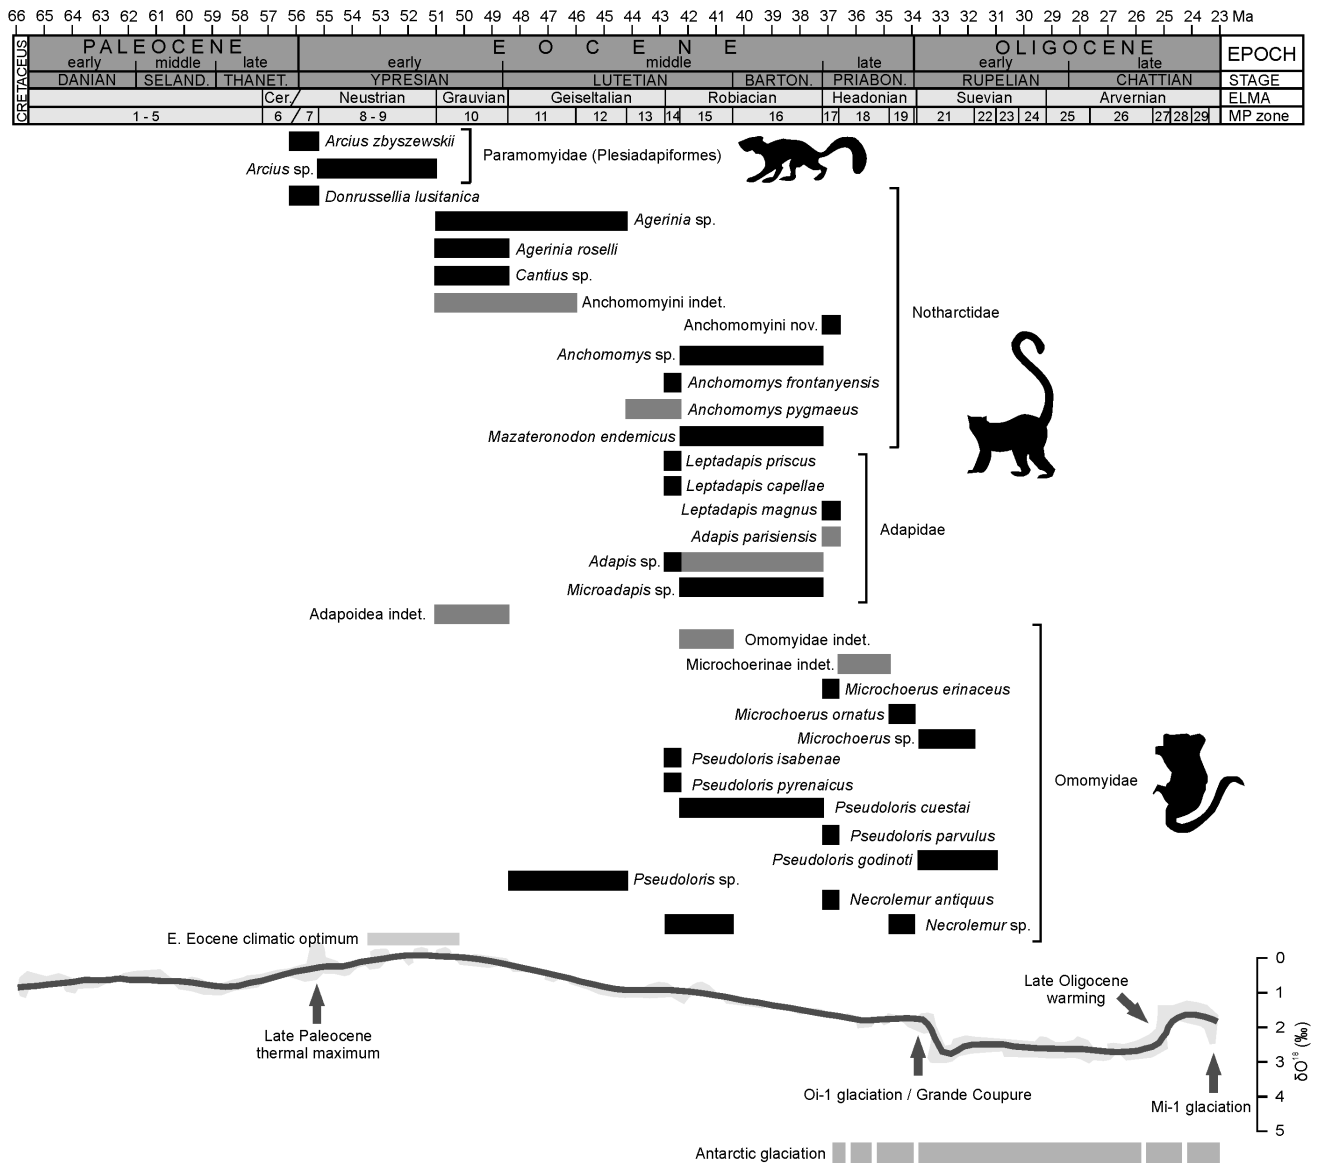 66 65 64 63 62 61 60 59 58 57 56 55 54 53 52 51 50 49 48 47 46 45 44 43 42 41 40 39 38 37 36 35 34 33 32 31 30 29 28 27 26 25 24 23 Ma
CRETACEUS
PALEOCENE EOCENE OLIGOCENE EPOCH
early middle late early middle late early late
DANIAN SELAND. THANET. YPRESIAN LUTETIAN BARTON. PRIABON. RUPELIAN CHATTIAN STAGE
Cer. Neustrian Grauvian Geiseltalian Robiacian Headonian Suevian Arvernian ELMA
1 - 5 6 7 8 - 9 10 11 12 13 14 15 16 17 18 19 21 22 23 24 25 26 27 28 29 MP zone
Arcius zbyszewskii
Paramomyidae (Plesiadapiformes)
Arcius sp.
Donrussellia lusitanica
Agerinia sp.
Agerinia roselli
Cantius sp.
Anchomomyini indet.
Notharctidae
Anchomomyini nov.
Anchomomys sp.
Anchomomys frontanyensis
Anchomomys pygmaeus
Mazateronodon endemicus
Leptadapis priscus
Leptadapis capellae
Leptadapis magnus
Adapidae
Adapis parisiensis
Adapis sp.
Microadapis sp.
Adapoidea indet.
Omomyidae indet.
Microchoerinae indet.
Microchoerus erinaceus
Microchoerus ornatus
Microchoerus sp.
Pseudoloris isabenae
Omomyidae
Pseudoloris pyrenaicus
Pseudoloris cuestai
Pseudoloris parvulus
Pseudoloris godinoti
Pseudoloris sp.
Necrolemur antiquus
Necrolemur sp.
E. Eocene climatic optimum
Late Paleocene
thermal maximum
Late Oligocene
warming
Oi-1 glaciation / Grande Coupure
Mi-1 glaciation
0
1
2
3
4
5
δO¹⁸ (‰)
Antarctic glaciation